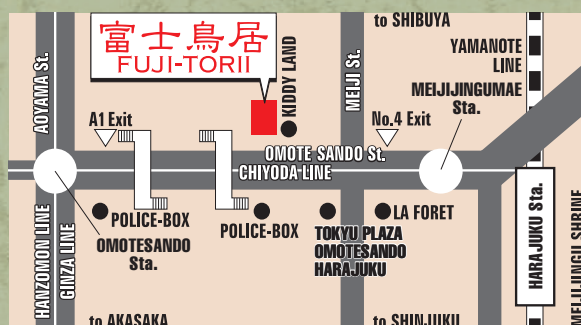 to SHIBUYA
富士鳥居
FUJI-TORII
KIDDY LAND
AOYAMA St.
MEIJI St.
YAMANOTE
LINE
MEIJIJINGUMAE
Sta.
A1 Exit
No.4 Exit
OMOTE SANDO St.
CHIYODA LINE
POLICE-BOX
OMOTESANDO
Sta.
POLICE-BOX
TOKYU PLAZA
OMOTESANDO
HARAJUKU
LA FORET
HARAJUKU Sta.
MEIJIJINGU SHRINE
HANZOMON LINE
GINZA LINE
to AKASAKA
to SHINJUKU